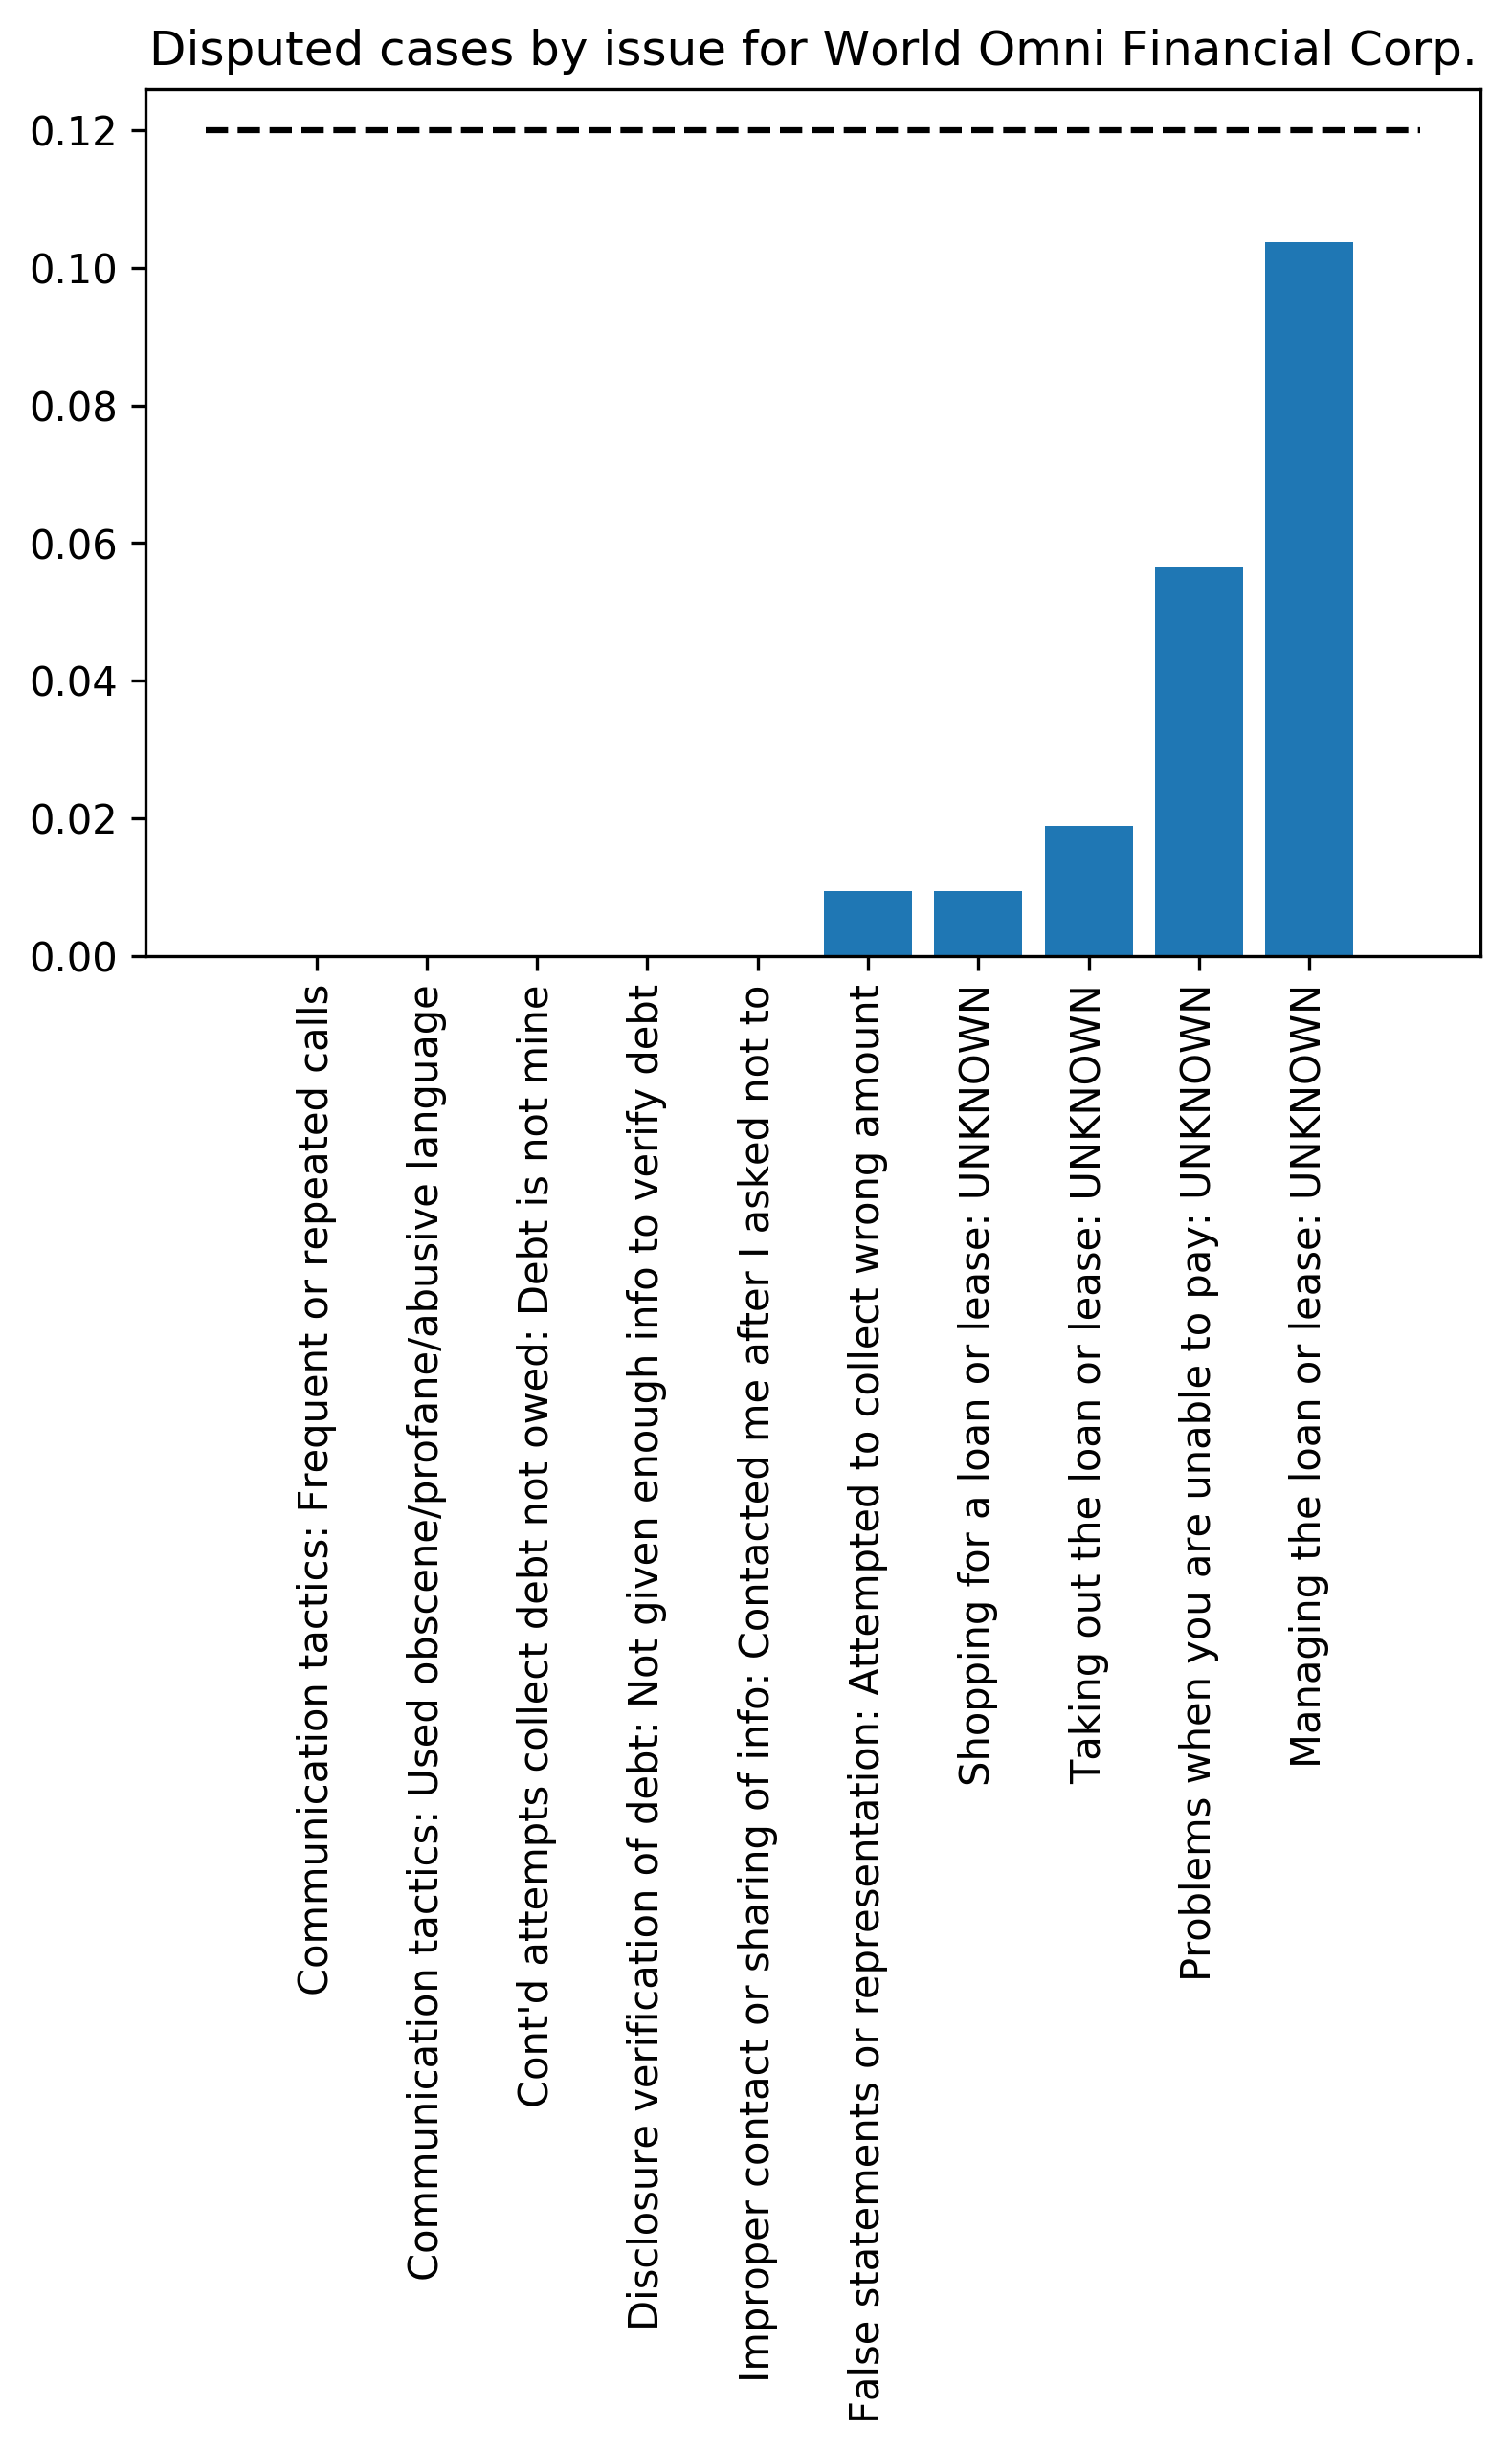 Disputed cases by issue for World Omni Financial Corp.
0.12
0.10
0.08
0.06
0.04
0.02
0.00
Communication tactics: Frequent or repeated calls
Communication tactics: Used obscene/profane/abusive language
Cont'd attempts collect debt not owed: Debt is not mine
Disclosure verification of debt: Not given enough info to verify debt
Improper contact or sharing of info: Contacted me after I asked not to
False statements or representation: Attempted to collect wrong amount
Shopping for a loan or lease: UNKNOWN
Taking out the loan or lease: UNKNOWN
Problems when you are unable to pay: UNKNOWN
Managing the loan or lease: UNKNOWN